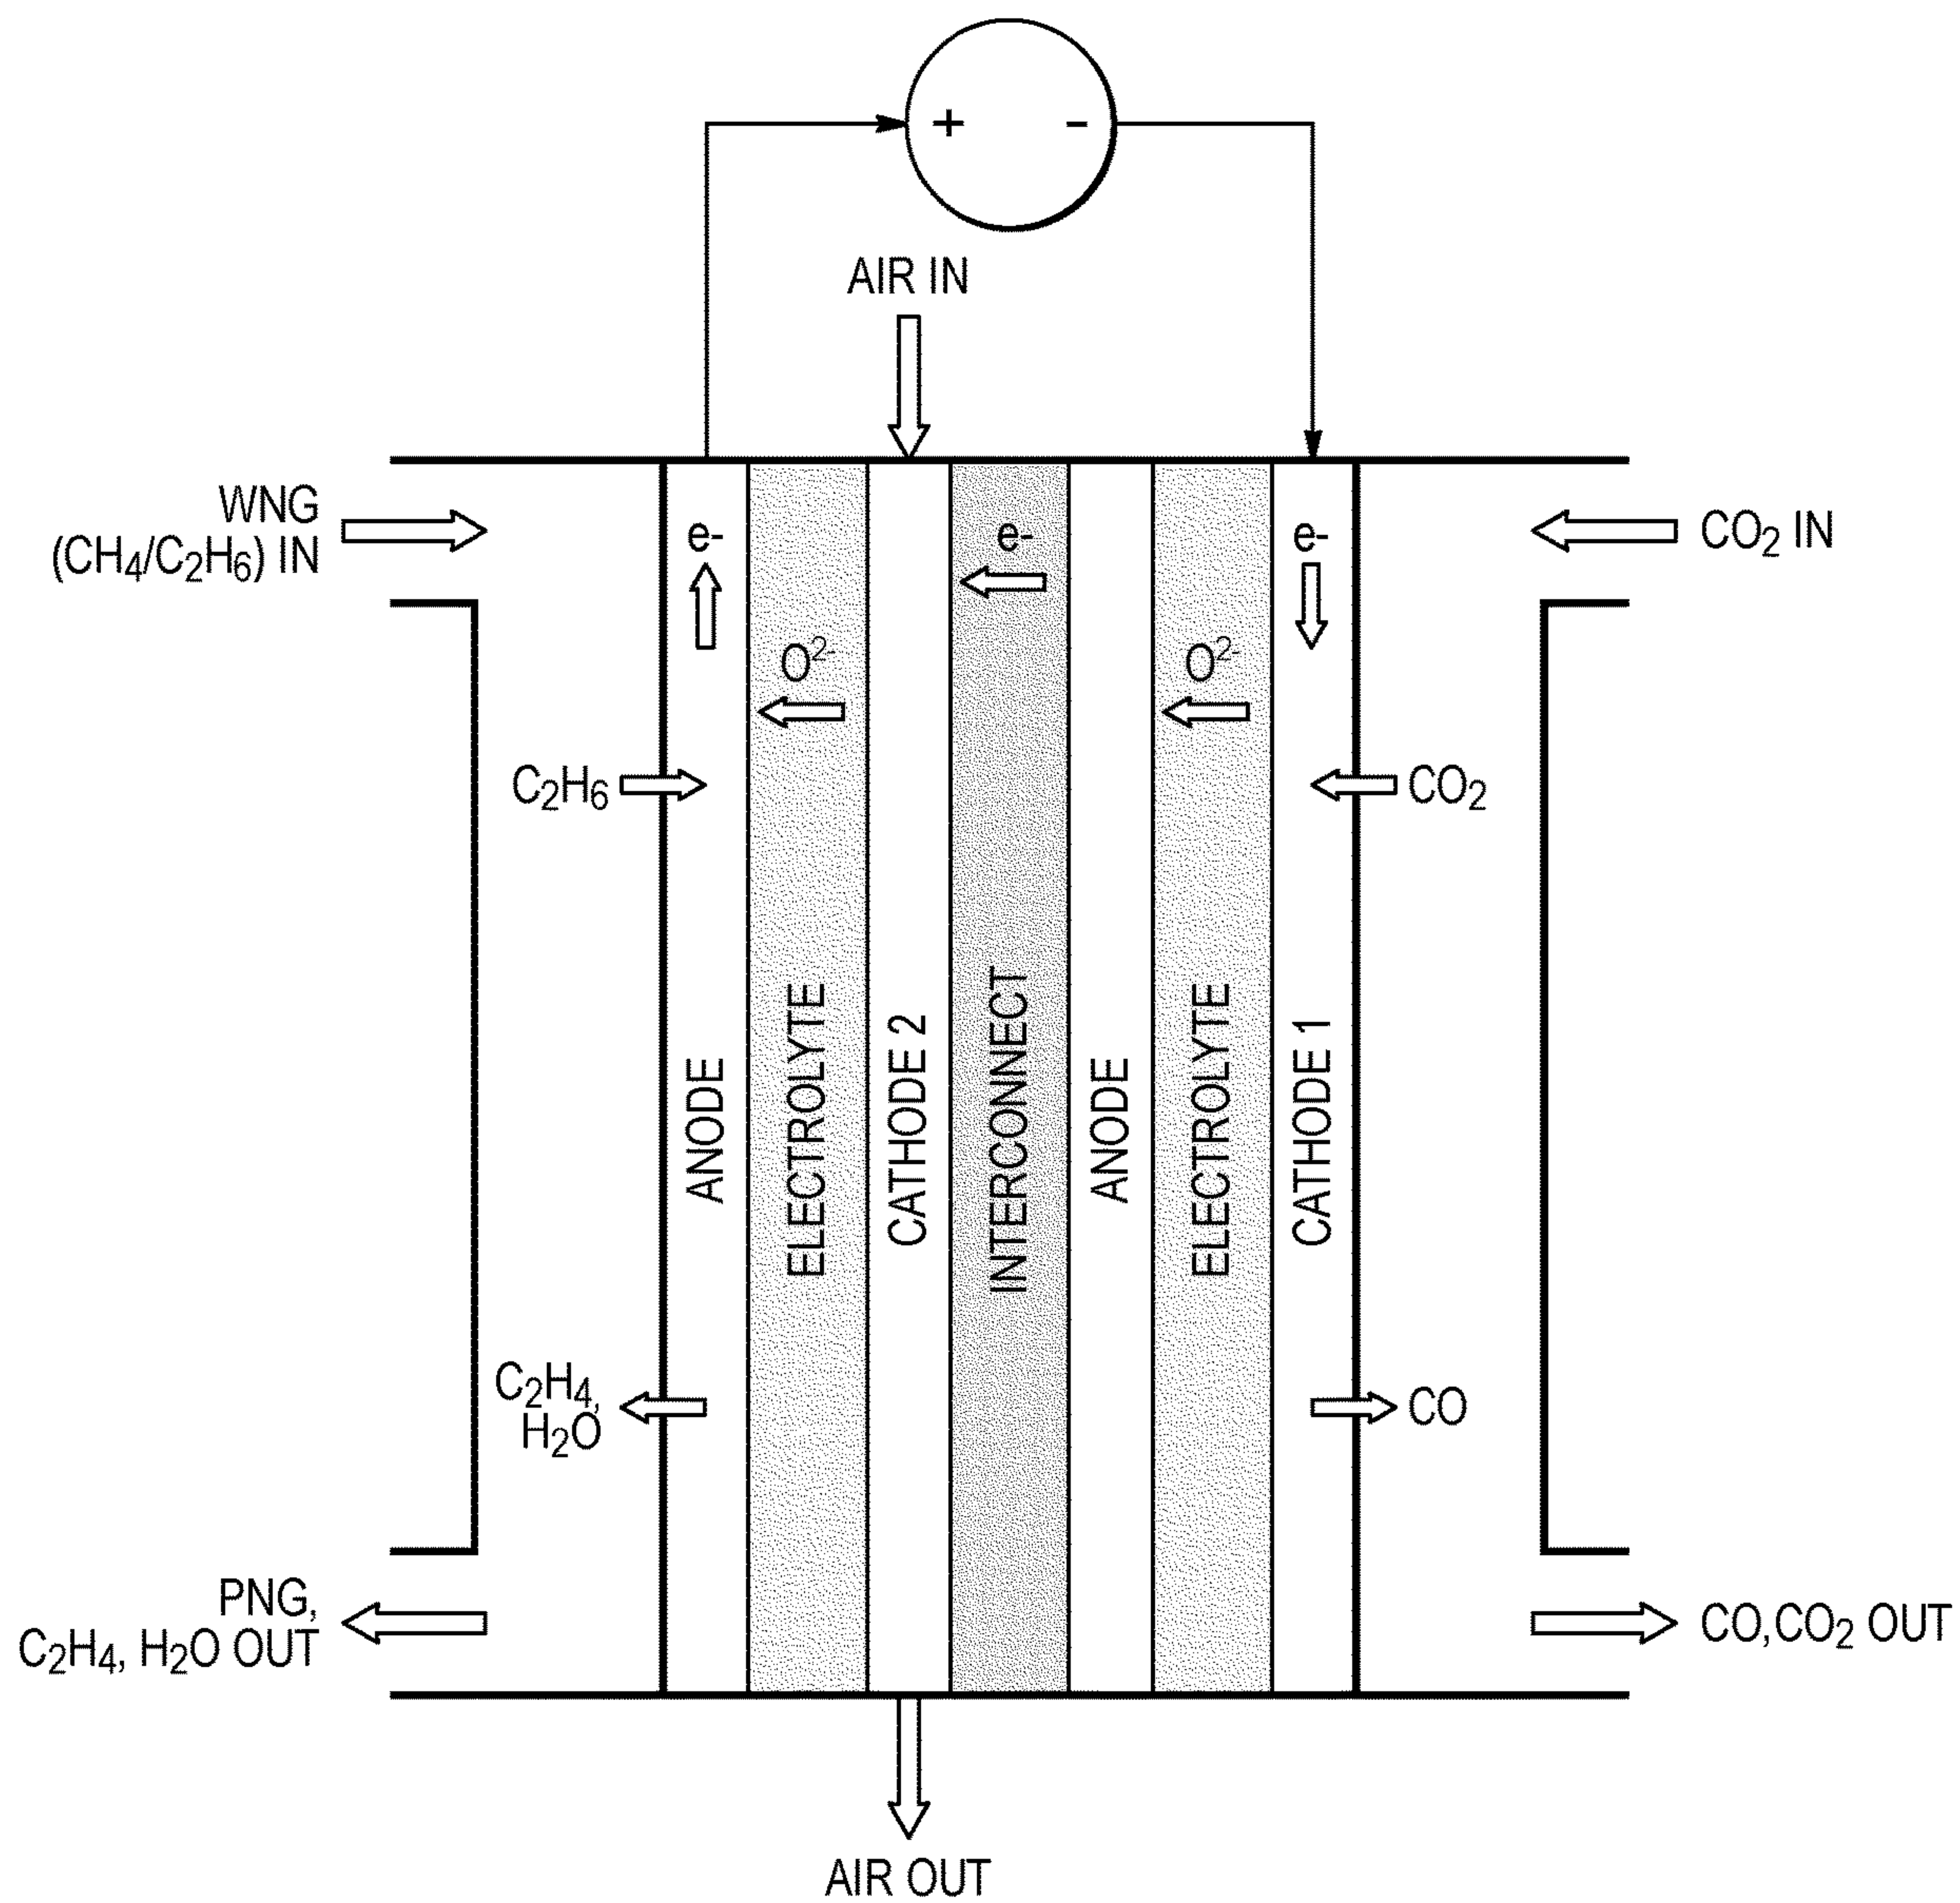 + -
AIR IN
WNG
(CH4/C2H6) IN
CO2 IN
e-
e-
e-
O2-
O2-
C2H6
CO2
ANODE
ELECTROLYTE
CATHODE 2
INTERCONNECT
ANODE
ELECTROLYTE
CATHODE 1
C2H4,
H2O
CO
PNG,
C2H4, H2O OUT
CO,CO2 OUT
AIR OUT